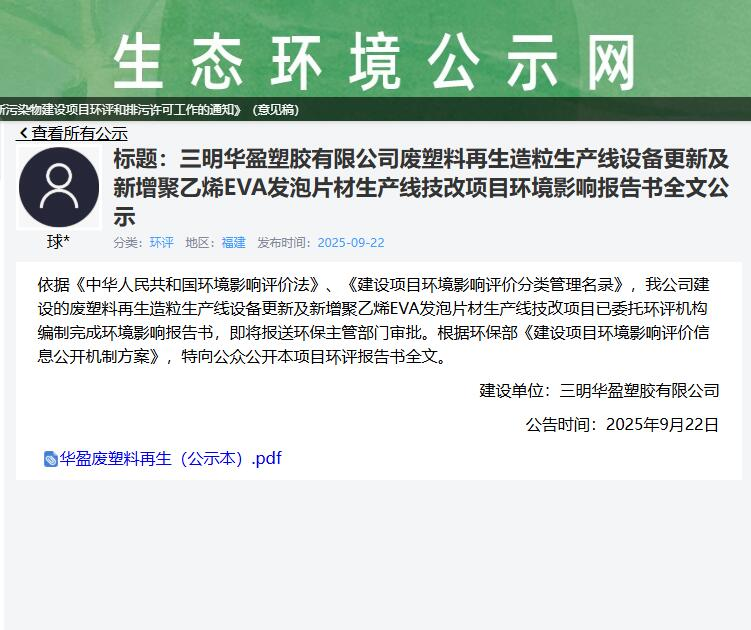 生态环境公示网
新污染物建设项目环评和排污许可工作的通知》（意见稿）
查看所有公示
标题：三明华盈塑胶有限公司废塑料再生造粒生产线设备更新及
新增聚乙烯EVA发泡片材生产线技改项目环境影响报告书全文公
示
球*
分类：环评 地区：福建 发布时间：2025-09-22
依据《中华人民共和国环境影响评价法》、《建设项目环境影响评价分类管理名录》，我公司建
设的废塑料再生造粒生产线设备更新及新增聚乙烯EVA发泡片材生产线技改项目已委托环评机构
编制完成环境影响报告书，即将报送环保主管部门审批。根据环保部《建设项目环境影响评价信
息公开机制方案》，特向公众公开本项目环评报告书全文。
建设单位：三明华盈塑胶有限公司
公告时间：2025年9月22日
华盈废塑料再生（公示本）.pdf